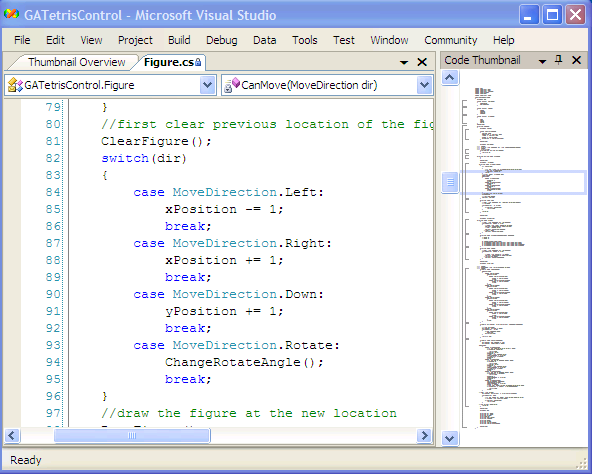 GATetrisControl - Microsoft Visual Studio
File Edit View Project Build Debug Data Tools Test Window Community Help
Thumbnail Overview Figure.cs
Code Thumbnail
GATetrisControl.Figure CanMove(MoveDirection dir)
79 }
80 //first clear previous location of the fig
81 ClearFigure();
82 switch(dir)
83 {
84 case MoveDirection.Left:
85 xPosition -= 1;
86 break;
87 case MoveDirection.Right:
88 xPosition += 1;
89 break;
90 case MoveDirection.Down:
91 yPosition += 1;
92 break;
93 case MoveDirection.Rotate:
94 ChangeRotateAngle();
95 break;
96 }
97 //draw the figure at the new location
Ready